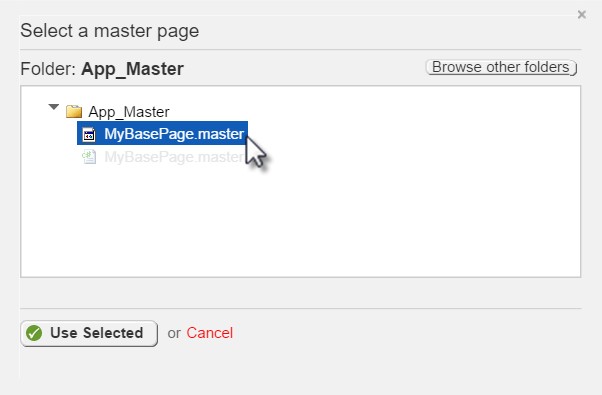 Select a master page
Folder: App_Master
Browse other folders
App_Master
MyBasePage.master
MyBasePage.master
Use Selected or Cancel